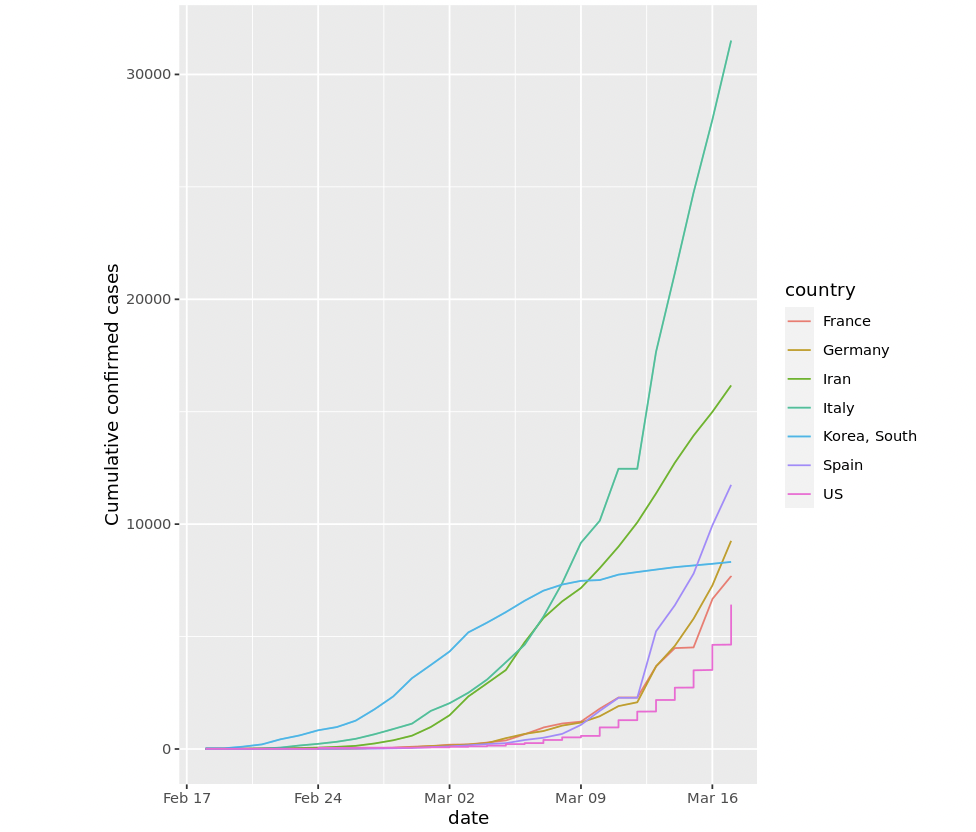 30000
20000
10000
0
Cumulative confirmed cases
Feb 17
Feb 24
Mar 02
Mar 09
Mar 16
date
country
France
Germany
Iran
Italy
Korea, South
Spain
US